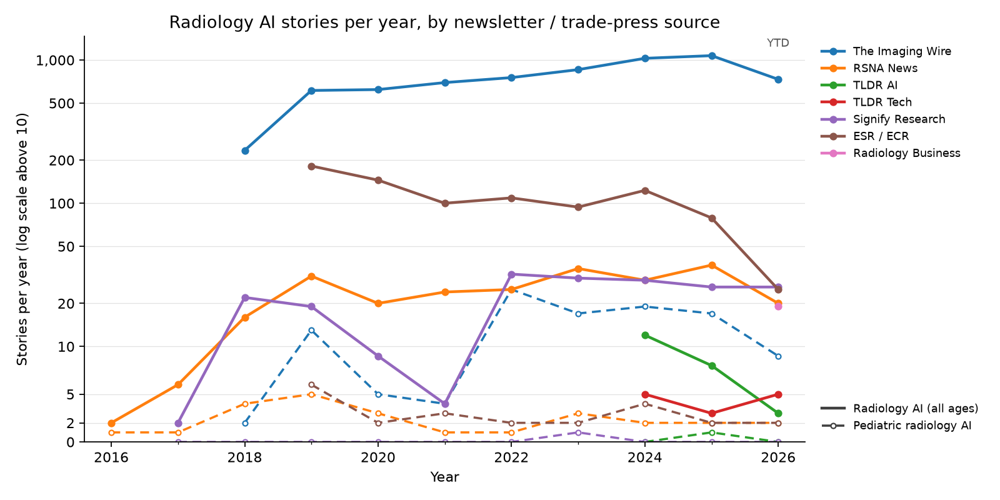 Radiology AI stories per year, by newsletter / trade-press source
YTD
Stories per year (log scale above 10)
1,000
500
200
100
50
20
10
5
2
0
2016
2018
2020
2022
2024
2026
Year
The Imaging Wire
RSNA News
TLDR AI
TLDR Tech
Signify Research
ESR / ECR
Radiology Business
Radiology AI (all ages)
Pediatric radiology AI